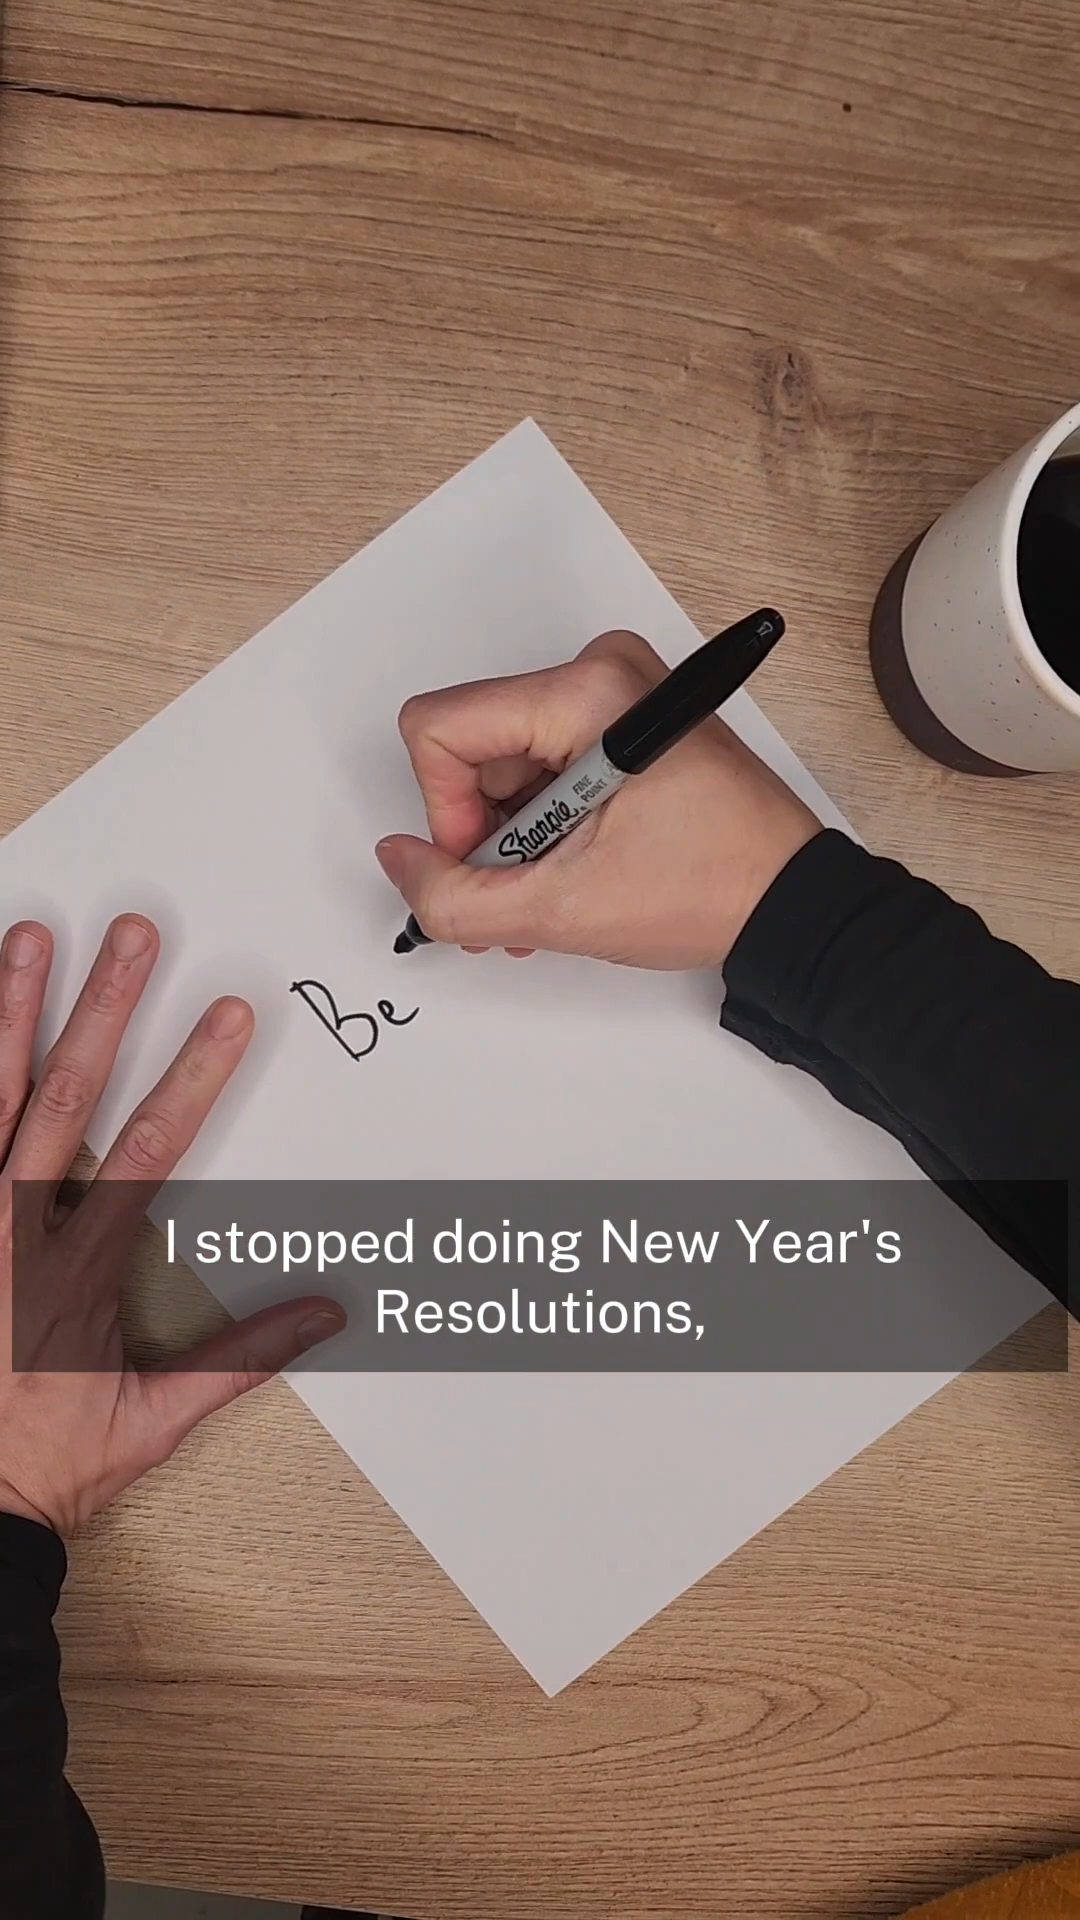 Sharpie
FINE
POINT
Be
I stopped doing New Year's
Resolutions,